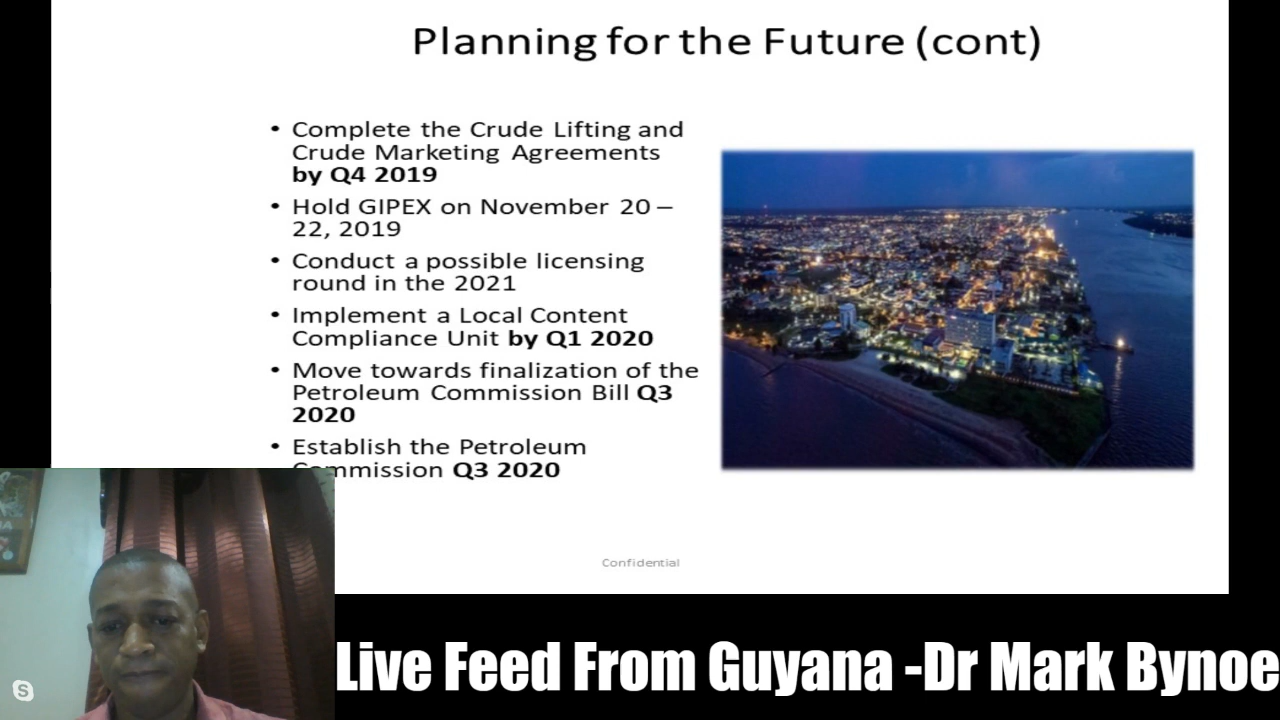 Planning for the Future (cont)
• Complete the Crude Lifting and
Crude Marketing Agreements
by Q4 2019
• Hold GIPEX on November 20 –
22, 2019
• Conduct a possible licensing
round in the 2021
• Implement a Local Content
Compliance Unit by Q1 2020
• Move towards finalization of the
Petroleum Commission Bill Q3
2020
• Establish the Petroleum
Commission Q3 2020
Confidential
Live Feed From Guyana -Dr Mark Bynoe